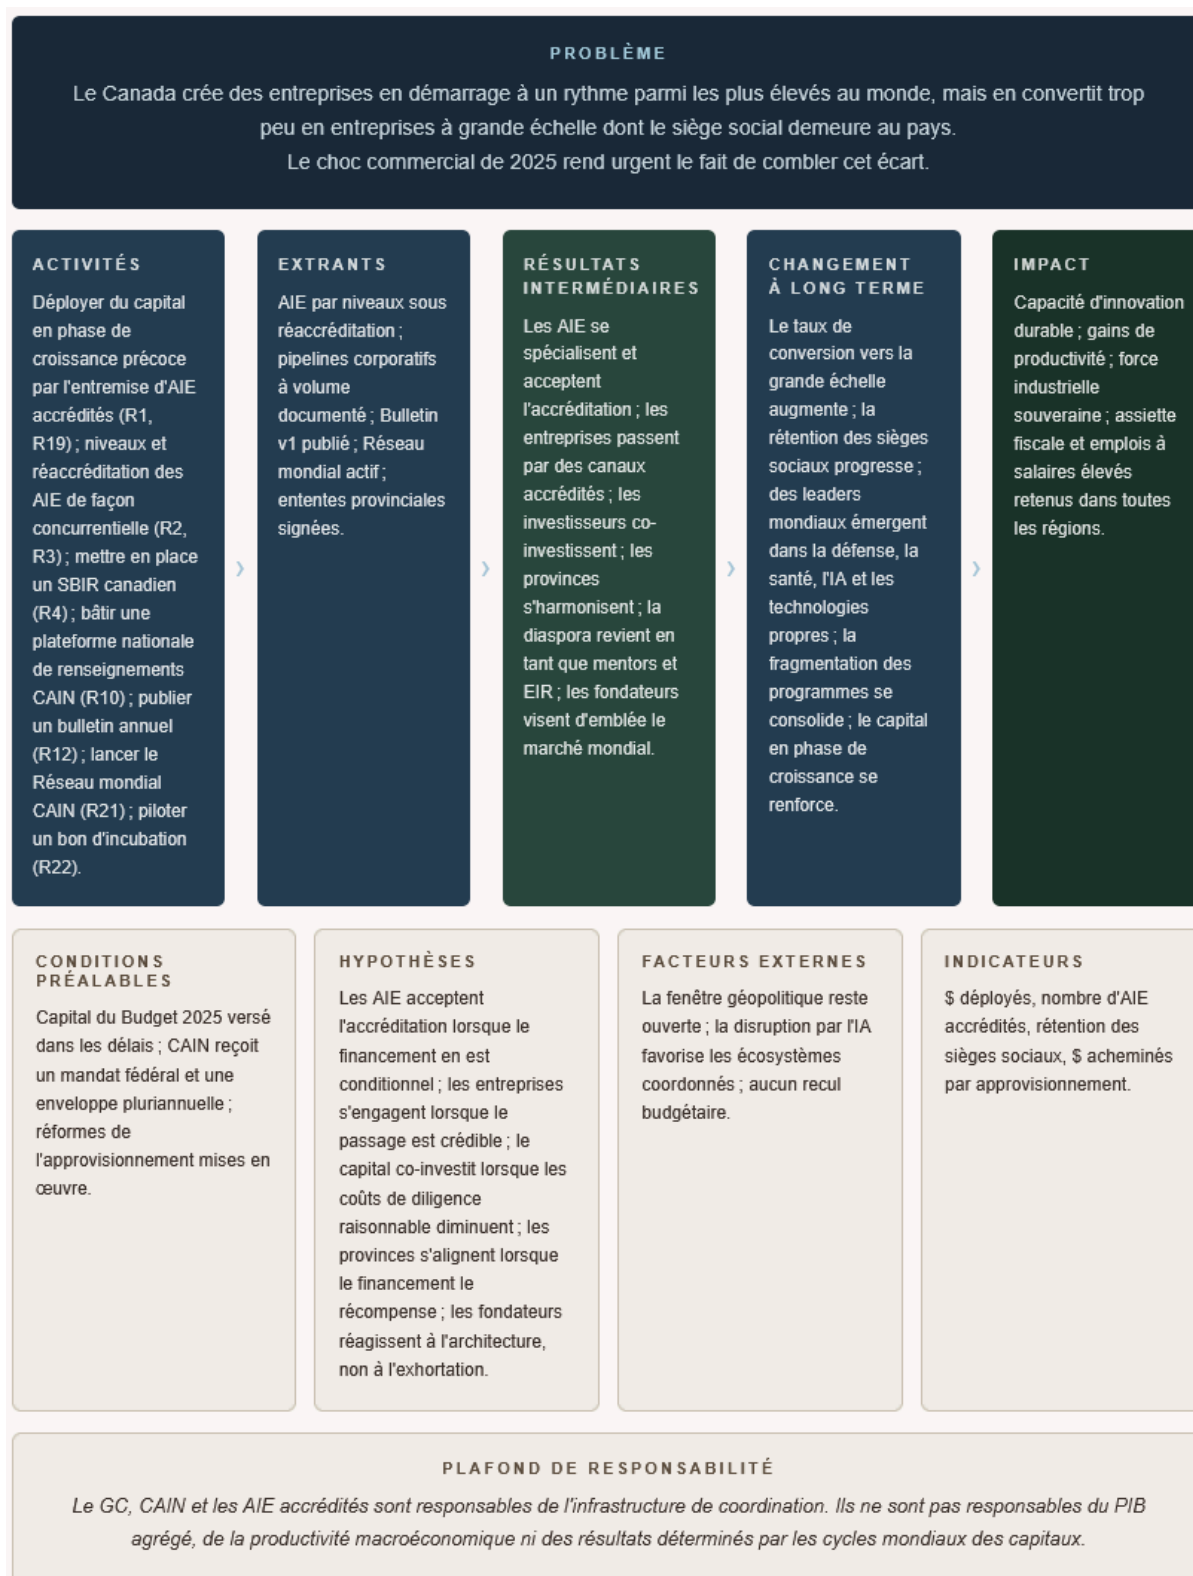 PROBLÈME
Le Canada crée des entreprises en démarrage à un rythme parmi les plus élevés au monde, mais en convertit trop
peu en entreprises à grande échelle dont le siège social demeure au pays.
Le choc commercial de 2025 rend urgent le fait de combler cet écart.
ACTIVITÉS
Déployer du capital
en phase de
croissance précoce
par l'entremise d'AIE
accrédités (R1,
R19) ; niveaux et
réaccréditation des
AIE de façon
concurrentielle (R2,
R3) ; mettre en place
un SBIR canadien
(R4) ; bâtir une
plateforme nationale
de renseignements
CAIN (R10) ; publier
un bulletin annuel
(R12) ; lancer le
Réseau mondial
CAIN (R21) ; piloter
un bon d'incubation
(R22).
›
EXTRANTS
AIE par niveaux sous
réaccréditation ;
pipelines corporatifs
à volume
documenté ; Bulletin
v1 publié ; Réseau
mondial actif ;
ententes provinciales
signées.
›
RÉSULTATS
INTERMÉDIAIRES
Les AIE se
spécialisent et
acceptent
l'accréditation ; les
entreprises passent
par des canaux
accrédités ; les
investisseurs co-
investissent ; les
provinces
s'harmonisent ; la
diaspora revient en
tant que mentors et
EIR ; les fondateurs
visent d'emblée le
marché mondial.
›
CHANGEMENT
À LONG TERME
Le taux de
conversion vers la
grande échelle
augmente ; la
rétention des sièges
sociaux progresse ;
des leaders
mondiaux émergent
dans la défense, la
santé, l'IA et les
technologies
propres ; la
fragmentation des
programmes se
consolide ; le capital
en phase de
croissance se
renforce.
›
IMPACT
Capacité d'innovation
durable ; gains de
productivité ; force
industrielle
souveraine ; assiette
fiscale et emplois à
salaires élevés
retenus dans toutes
les régions.
CONDITIONS
PRÉALABLES
Capital du Budget 2025 versé
dans les délais ; CAIN reçoit
un mandat fédéral et une
enveloppe pluriannuelle ;
réformes de
l'approvisionnement mises en
œuvre.
HYPOTHÈSES
Les AIE acceptent
l'accréditation lorsque le
financement en est
conditionnel ; les entreprises
s'engagent lorsque le
passage est crédible ; le
capital co-investit lorsque les
coûts de diligence
raisonnable diminuent ; les
provinces s'alignent lorsque
le financement le
récompense ; les fondateurs
réagissent à l'architecture,
non à l'exhortation.
FACTEURS EXTERNES
La fenêtre géopolitique reste
ouverte ; la disruption par l'IA
favorise les écosystèmes
coordonnés ; aucun recul
budgétaire.
INDICATEURS
$ déployés, nombre d'AIE
accrédités, rétention des
sièges sociaux, $ acheminés
par approvisionnement.
PLAFOND DE RESPONSABILITÉ
Le GC, CAIN et les AIE accrédités sont responsables de l'infrastructure de coordination. Ils ne sont pas responsables du PIB
agrégé, de la productivité macroéconomique ni des résultats déterminés par les cycles mondiaux des capitaux.